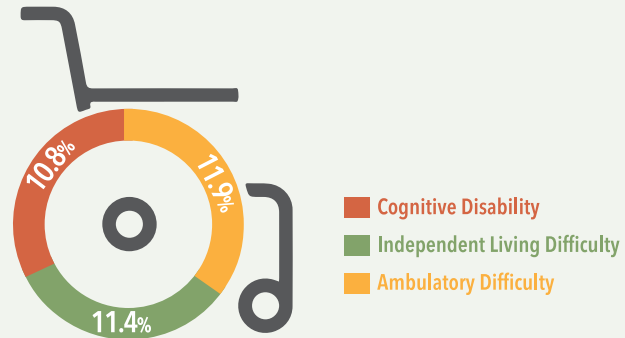 10.8%
11.9%
11.4%
Cognitive Disability
Independent Living Difficulty
Ambulatory Difficulty